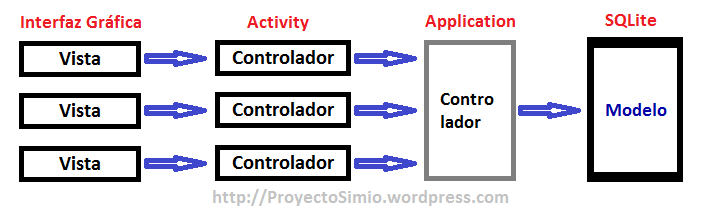 Interfaz Gráfica Activity Application SQLite
Vista Controlador
Vista Controlador Contro
lador Modelo
Vista Controlador
http://ProyectoSimio.wordpress.com